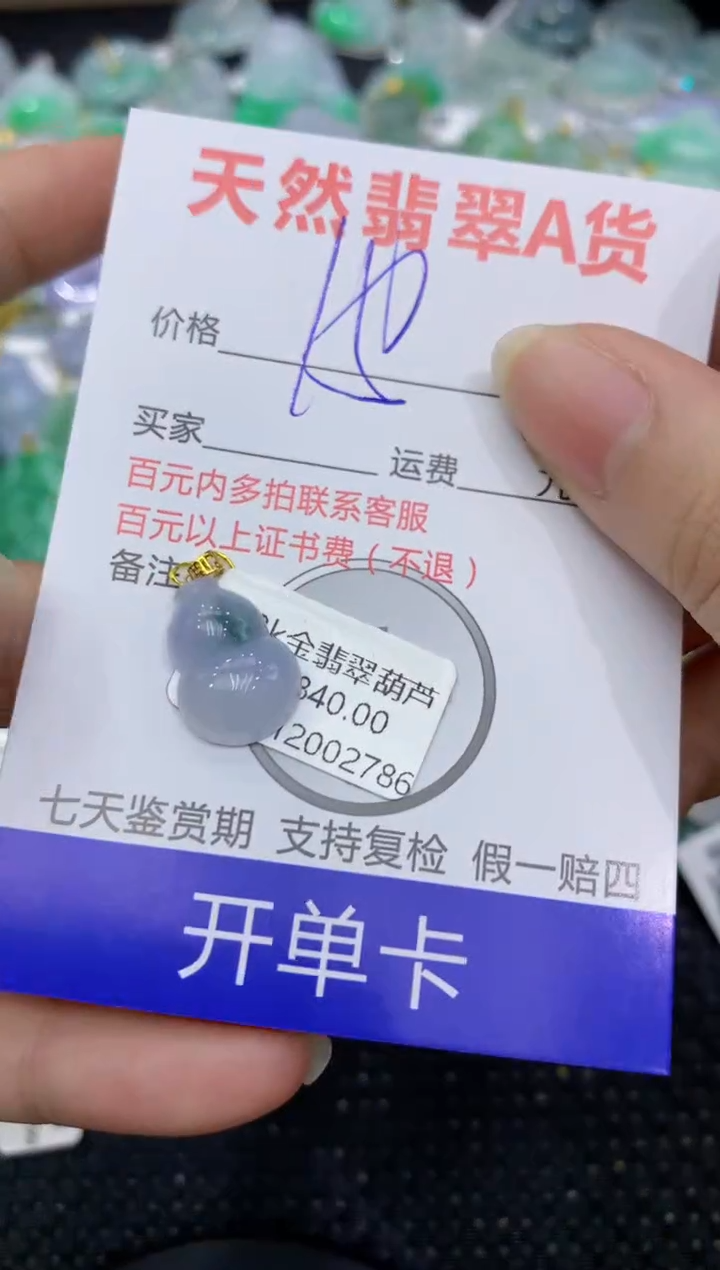 天然翡翠A货
价格
买家 运费 元
百元内多拍联系客服
百元以上证书费(不退)
备注
k金翡翠葫芦
840.00
12002786
七天鉴赏期 支持复检 假一赔四
开单卡